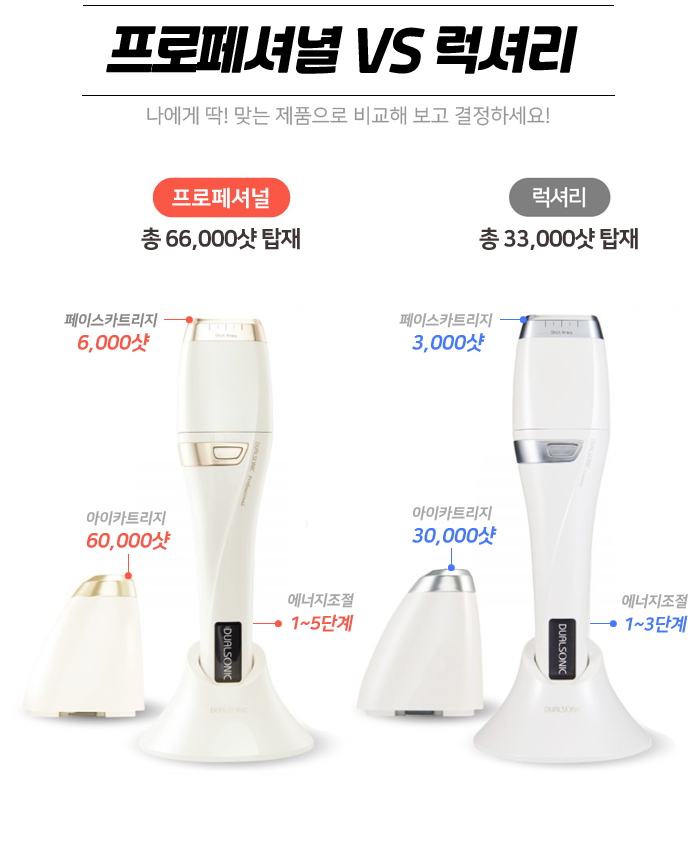 프로페셔널 VS 럭셔리
나에게 딱! 맞는 제품으로 비교해 보고 결정하세요!
프로페셔널
총 66,000샷 탑재
럭셔리
총 33,000샷 탑재
페이스카트리지
6,000샷
Shot Area
DUALSONIC Professional
아이카트리지
60,000샷
에너지조절
1~5단계
DUALSONIC
DUALSONIC
페이스카트리지
3,000샷
Shot Area
DUALSONIC
아이카트리지
30,000샷
에너지조절
1~3단계
DUALSONIC
DUALSONIC